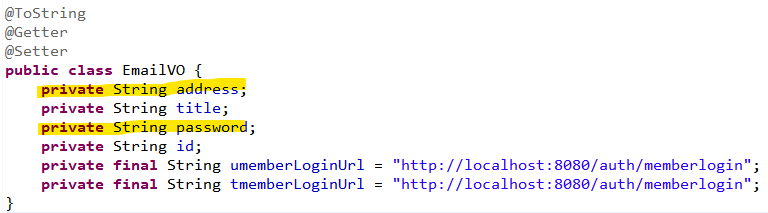 @ToString
@Getter
@Setter
public class EmailVO {
    private String address;
    private String title;
    private String password;
    private String id;
    private final String umemberLoginUrl = "http://localhost:8080/auth/memberlogin";
    private final String tmemberLoginUrl = "http://localhost:8080/auth/memberlogin";
}